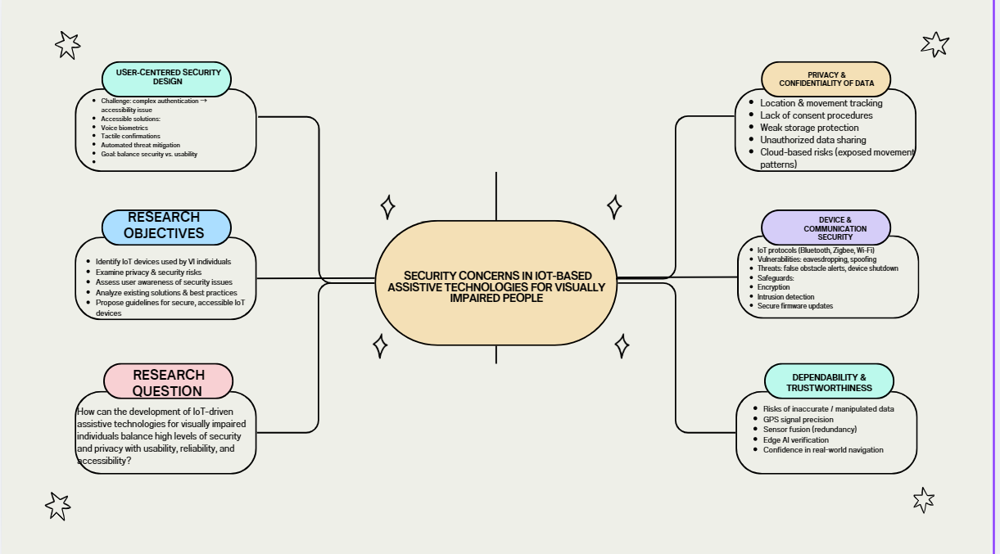 USER-CENTERED SECURITY
DESIGN
• Challenge: complex authentication →
accessibility issue
• Accessible solutions:
• Voice biometrics
• Tactile confirmations
• Automated threat mitigation
• Goal: balance security vs. usability
•
RESEARCH
OBJECTIVES
• Identify IoT devices used by VI individuals
• Examine privacy & security risks
• Assess user awareness of security issues
• Analyze existing solutions & best practices
• Propose guidelines for secure, accessible IoT
devices
RESEARCH
QUESTION
How can the development of IoT-driven
assistive technologies for visually impaired
individuals balance high levels of security
and privacy with usability, reliability, and
accessibility?
SECURITY CONCERNS IN IOT-BASED
ASSISTIVE TECHNOLOGIES FOR VISUALLY
IMPAIRED PEOPLE
PRIVACY &
CONFIDENTIALITY OF DATA
• Location & movement tracking
• Lack of consent procedures
• Weak storage protection
• Unauthorized data sharing
• Cloud-based risks (exposed movement
patterns)
DEVICE &
COMMUNICATION
SECURITY
• IoT protocols (Bluetooth, Zigbee, Wi-Fi)
• Vulnerabilities: eavesdropping, spoofing
• Threats: false obstacle alerts, device shutdown
• Safeguards:
• Encryption
• Intrusion detection
• Secure firmware updates
DEPENDABILITY &
TRUSTWORTHINESS
• Risks of inaccurate / manipulated data
• GPS signal precision
• Sensor fusion (redundancy)
• Edge AI verification
• Confidence in real-world navigation